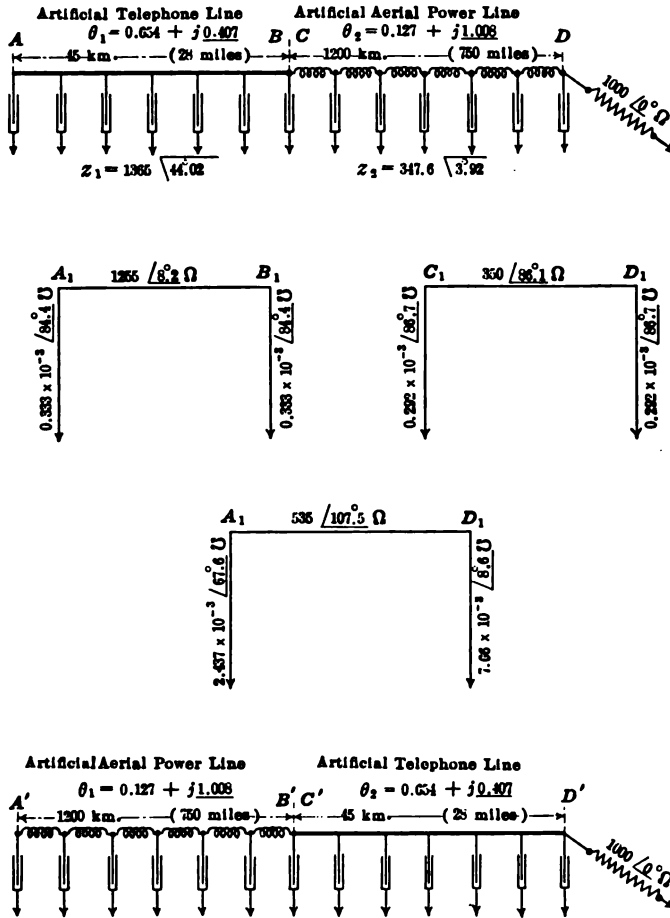 Artificial Telephone Line Artificial Aerial Power Line
θ₁ = 0.654 + j0.407 θ₂ = 0.127 + j1.008
A B C D
45 km. (28 miles) 1200 km. (750 miles)
1000 /0° Ω
Z₁ = 1365 \44°.02 Z₂ = 347.6 \3°.92
A₁ 1255 /8°.2 Ω B₁ C₁ 350 /86°.1 Ω D₁
0.333 × 10⁻³ /84°.4 ℧
0.333 × 10⁻³ /84°.4 ℧
0.292 × 10⁻³ /86°.7 ℧
0.292 × 10⁻³ /86°.7 ℧
A₁ 535 /107°.5 Ω D₁
2.437 × 10⁻³ /67°.6 ℧
7.66 × 10⁻³ /8°.6 ℧
Artificial Aerial Power Line Artificial Telephone Line
θ₁ = 0.127 + j1.008 θ₂ = 0.654 + j0.407
A' B' C' D'
1200 km. (750 miles) 45 km. (28 miles)
1000 /0° Ω